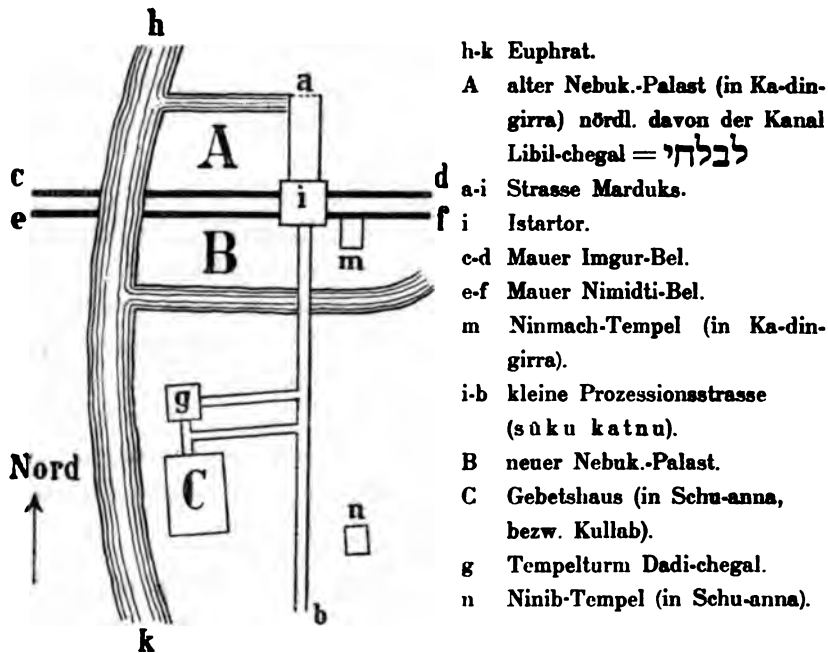 h
a
A
c
d
i
e
f
B
m
g
Nord
C
n
b
k
h-k Euphrat.
A alter Nebuk.-Palast (in Ka-din-
girra) nördl. davon der Kanal
Libil-chegal = לבלחי
a-i Strasse Marduks.
i Istartor.
c-d Mauer Imgur-Bel.
e-f Mauer Nimidti-Bel.
m Ninmach-Tempel (in Ka-din-
girra).
i-b kleine Prozessionsstrasse
(sûku katnu).
B neuer Nebuk.-Palast.
C Gebetshaus (in Schu-anna,
bezw. Kullab).
g Tempelturm Dadi-chegal.
n Ninib-Tempel (in Schu-anna).